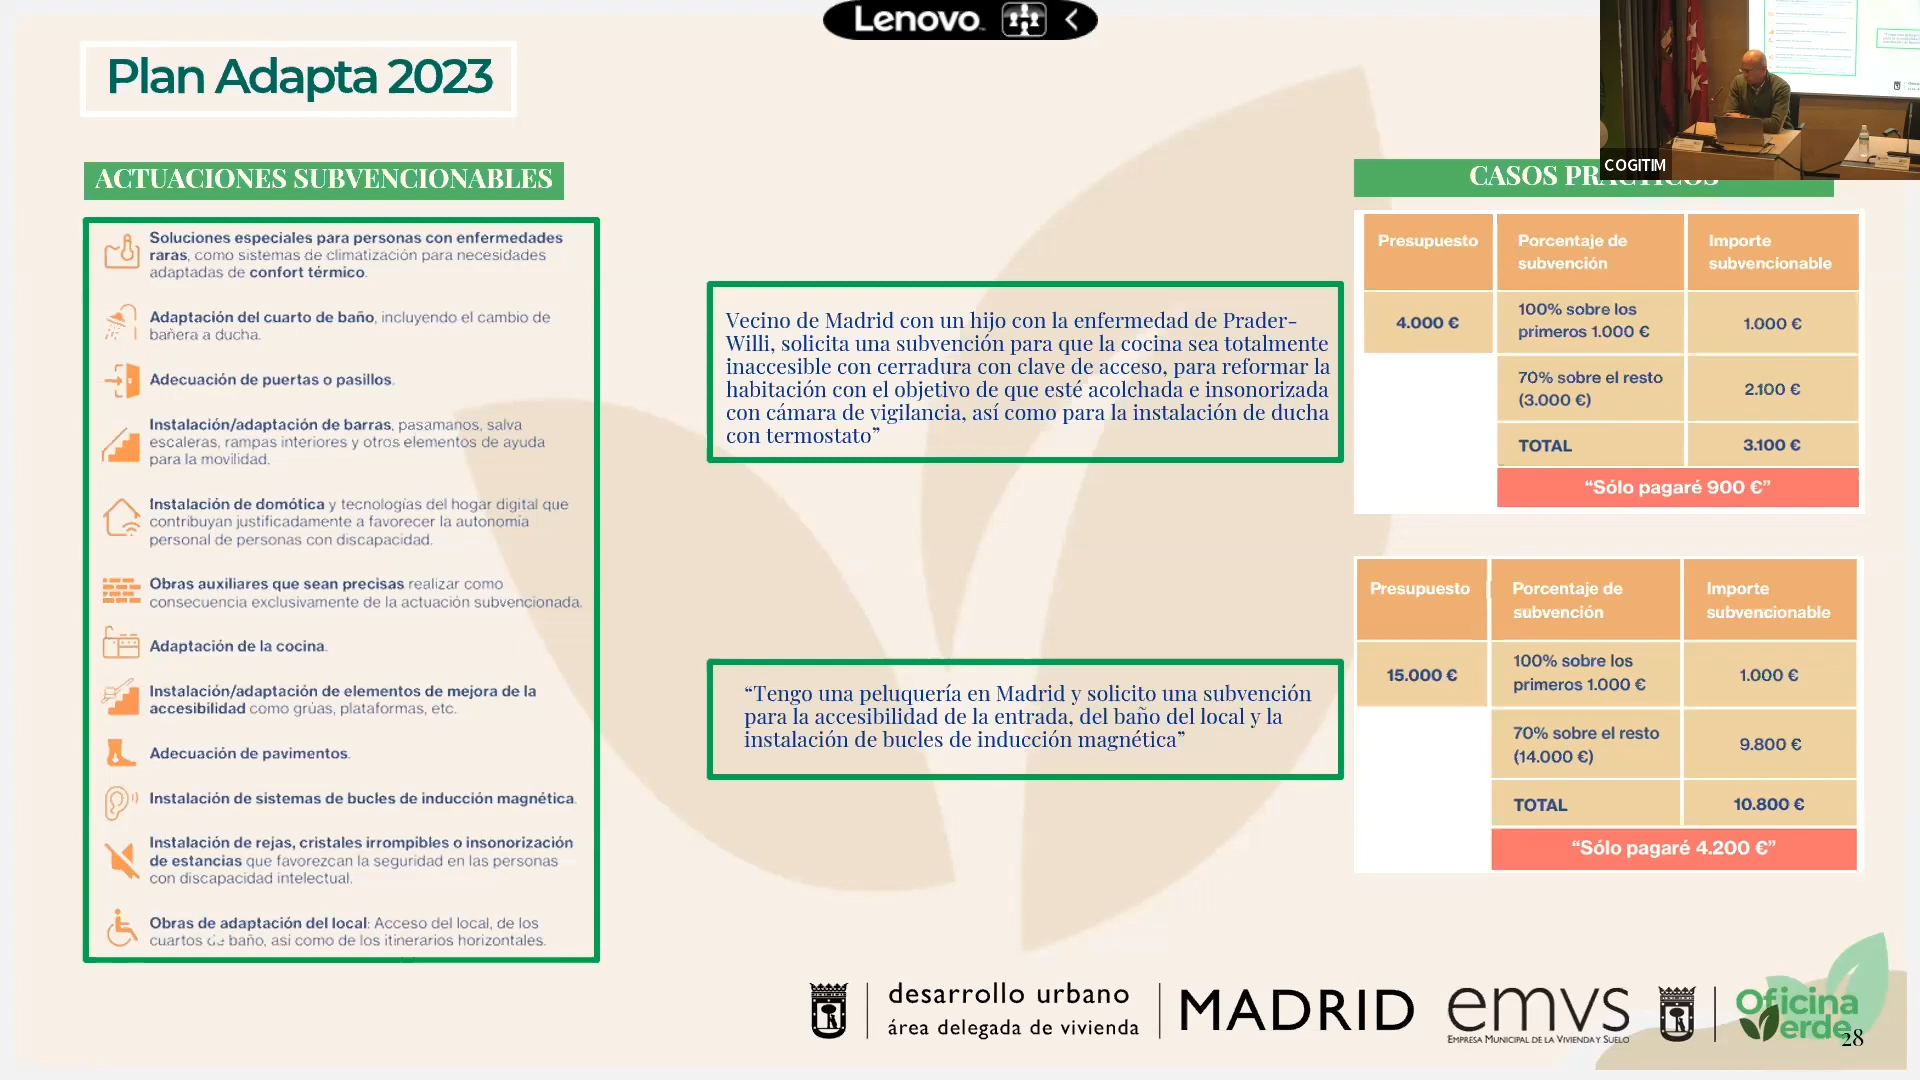 Lenovo
Plan Adapta 2023
COGITIM
ACTUACIONES SUBVENCIONABLES
Soluciones especiales para personas con enfermedades
raras, como sistemas de climatización para necesidades
adaptadas de confort térmico.
Adaptación del cuarto de baño, incluyendo el cambio de
bañera a ducha.
Adecuación de puertas o pasillos.
Instalación/adaptación de barras, pasamanos, salva
escaleras, rampas interiores y otros elementos de ayuda
para la movilidad.
Instalación de domótica y tecnologías del hogar digital que
contribuyan justificadamente a favorecer la autonomía
personal de personas con discapacidad.
Obras auxiliares que sean precisas realizar como
consecuencia exclusivamente de la actuación subvencionada.
Adaptación de la cocina.
Instalación/adaptación de elementos de mejora de la
accesibilidad como grúas, plataformas, etc.
Adecuación de pavimentos.
Instalación de sistemas de bucles de inducción magnética.
Instalación de rejas, cristales irrompibles o insonorización
de estancias que favorezcan la seguridad en las personas
con discapacidad intelectual.
Obras de adaptación del local: Acceso del local, de los
cuartos de baño, así como de los itinerarios horizontales.
Vecino de Madrid con un hijo con la enfermedad de Prader-
Willi, solicita una subvención para que la cocina sea totalmente
inaccesible con cerradura con clave de acceso, para reformar la
habitación con el objetivo de que esté acolchada e insonorizada
con cámara de vigilancia, así como para la instalación de ducha
con termostato”
“Tengo una peluquería en Madrid y solicito una subvención
para la accesibilidad de la entrada, del baño del local y la
instalación de bucles de inducción magnética”
CASOS PRÁCTICOS
Presupuesto Porcentaje de subvención Importe subvencionable
4.000 € 100% sobre los primeros 1.000 € 1.000 €
70% sobre el resto (3.000 €) 2.100 €
TOTAL 3.100 €
“Sólo pagaré 900 €”
Presupuesto Porcentaje de subvención Importe subvencionable
15.000 € 100% sobre los primeros 1.000 € 1.000 €
70% sobre el resto (14.000 €) 9.800 €
TOTAL 10.800 €
“Sólo pagaré 4.200 €”
desarrollo urbano
área delegada de vivienda
MADRID
emvs
EMPRESA MUNICIPAL DE LA VIVIENDA Y SUELO
Oficina
Verde
28